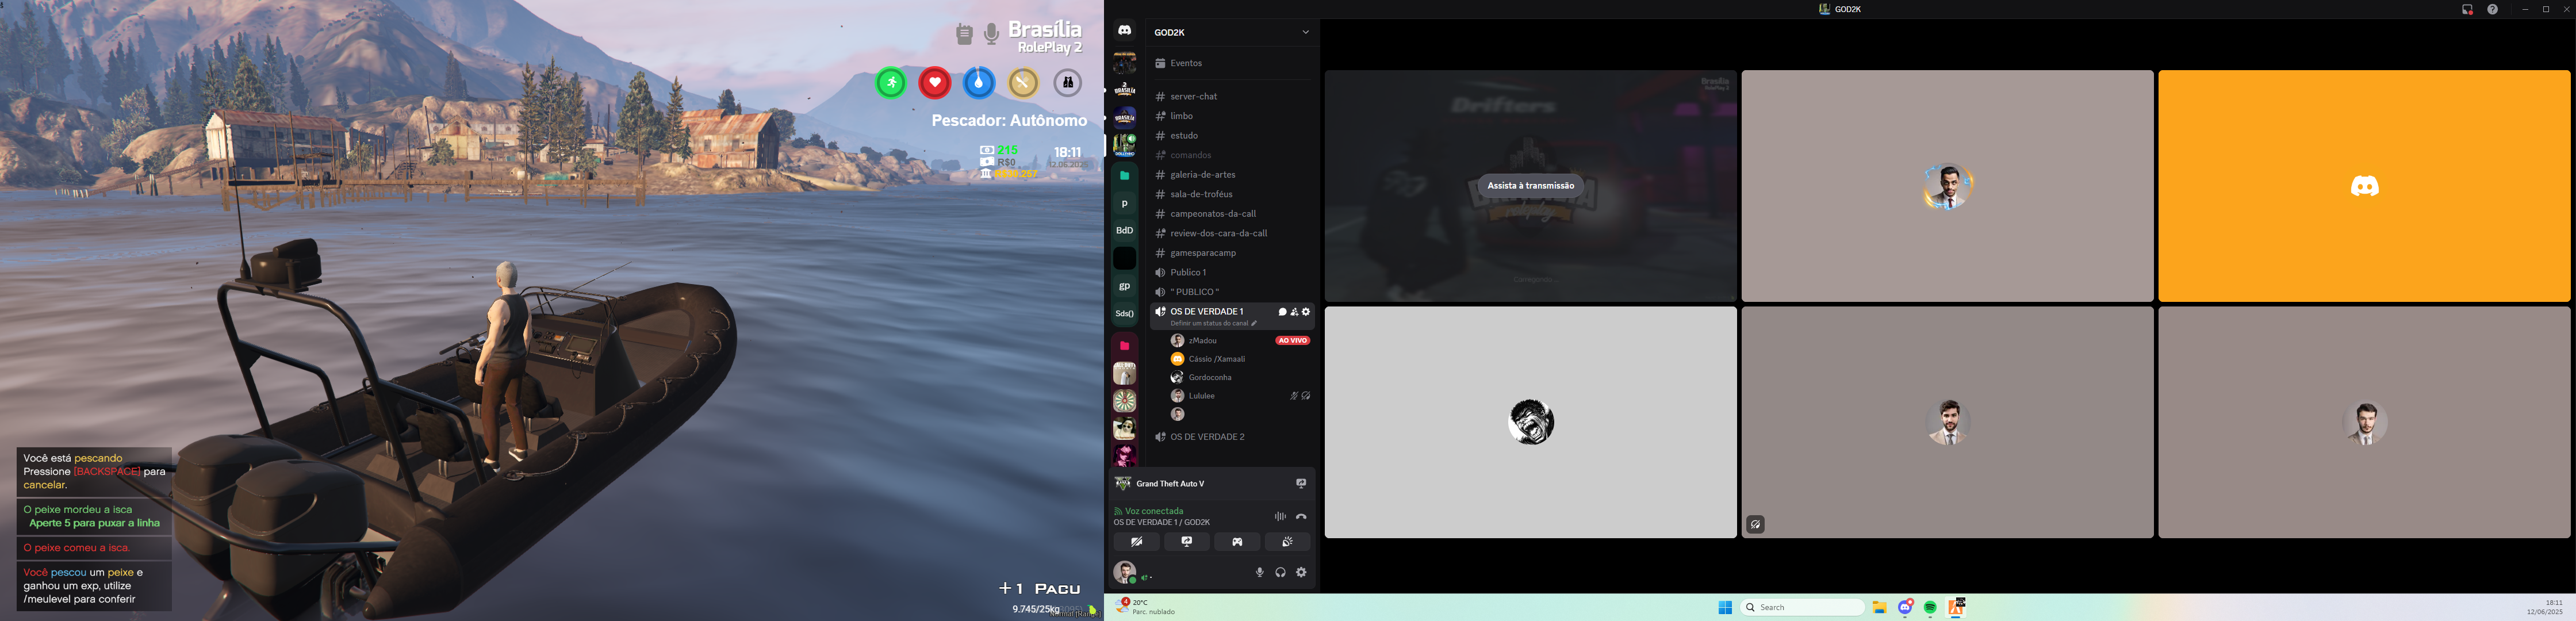 Brasília
RolePlay 2
Pescador: Autônomo
215
R$0
18:11
12.06.2025
Você está pescando
Pressione [BACKSPACE] para
cancelar.
O peixe mordeu a isca
Aperte 5 para puxar a linha
O peixe comeu a isca.
Você pescou um peixe e
ganhou um exp, utilize
/meulevel para conferir
+1 Pacu
9.745/25kg
GOD2K
GOD2K
Eventos
server-chat
limbo
estudo
comandos
galeria-de-artes
sala-de-troféus
campeonatos-da-call
review-dos-cara-da-call
gamesparacamp
Publico 1
" PUBLICO "
OS DE VERDADE 1
Definir um status do canal
zMadou
AO VIVO
Cássio /Xamaali
Gordoconha
Lululee
OS DE VERDADE 2
p
BdD
gp
Sds()
Grand Theft Auto V
Voz conectada
OS DE VERDADE 1 / GOD2K
Drifters
Brasília
RolePlay 2
Assista à transmissão
4
20°C
Parc. nublado
Search
18:11
12/06/2025